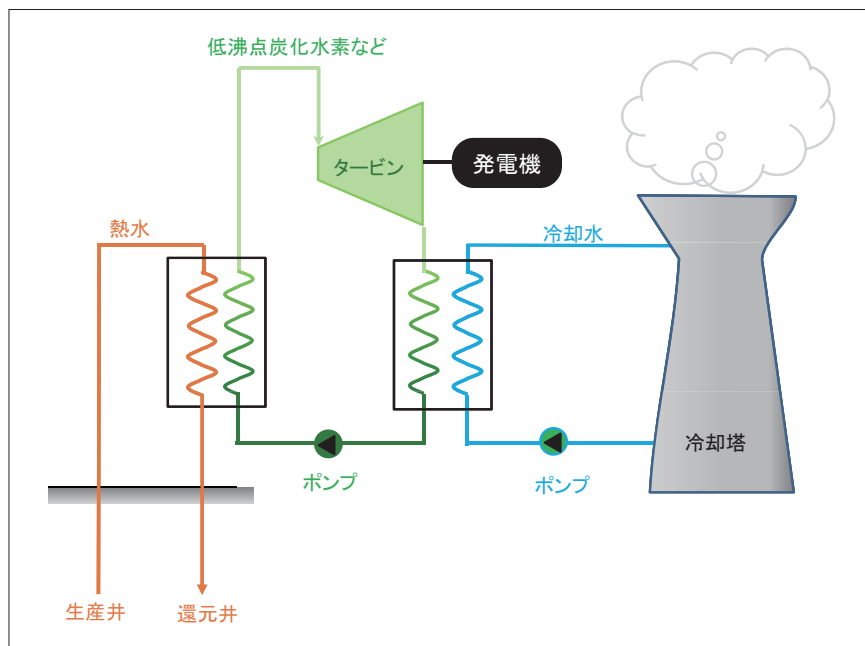 低沸点炭化水素など
タービン
発電機
熱水
冷却水
冷却塔
ポンプ
ポンプ
生産井
還元井